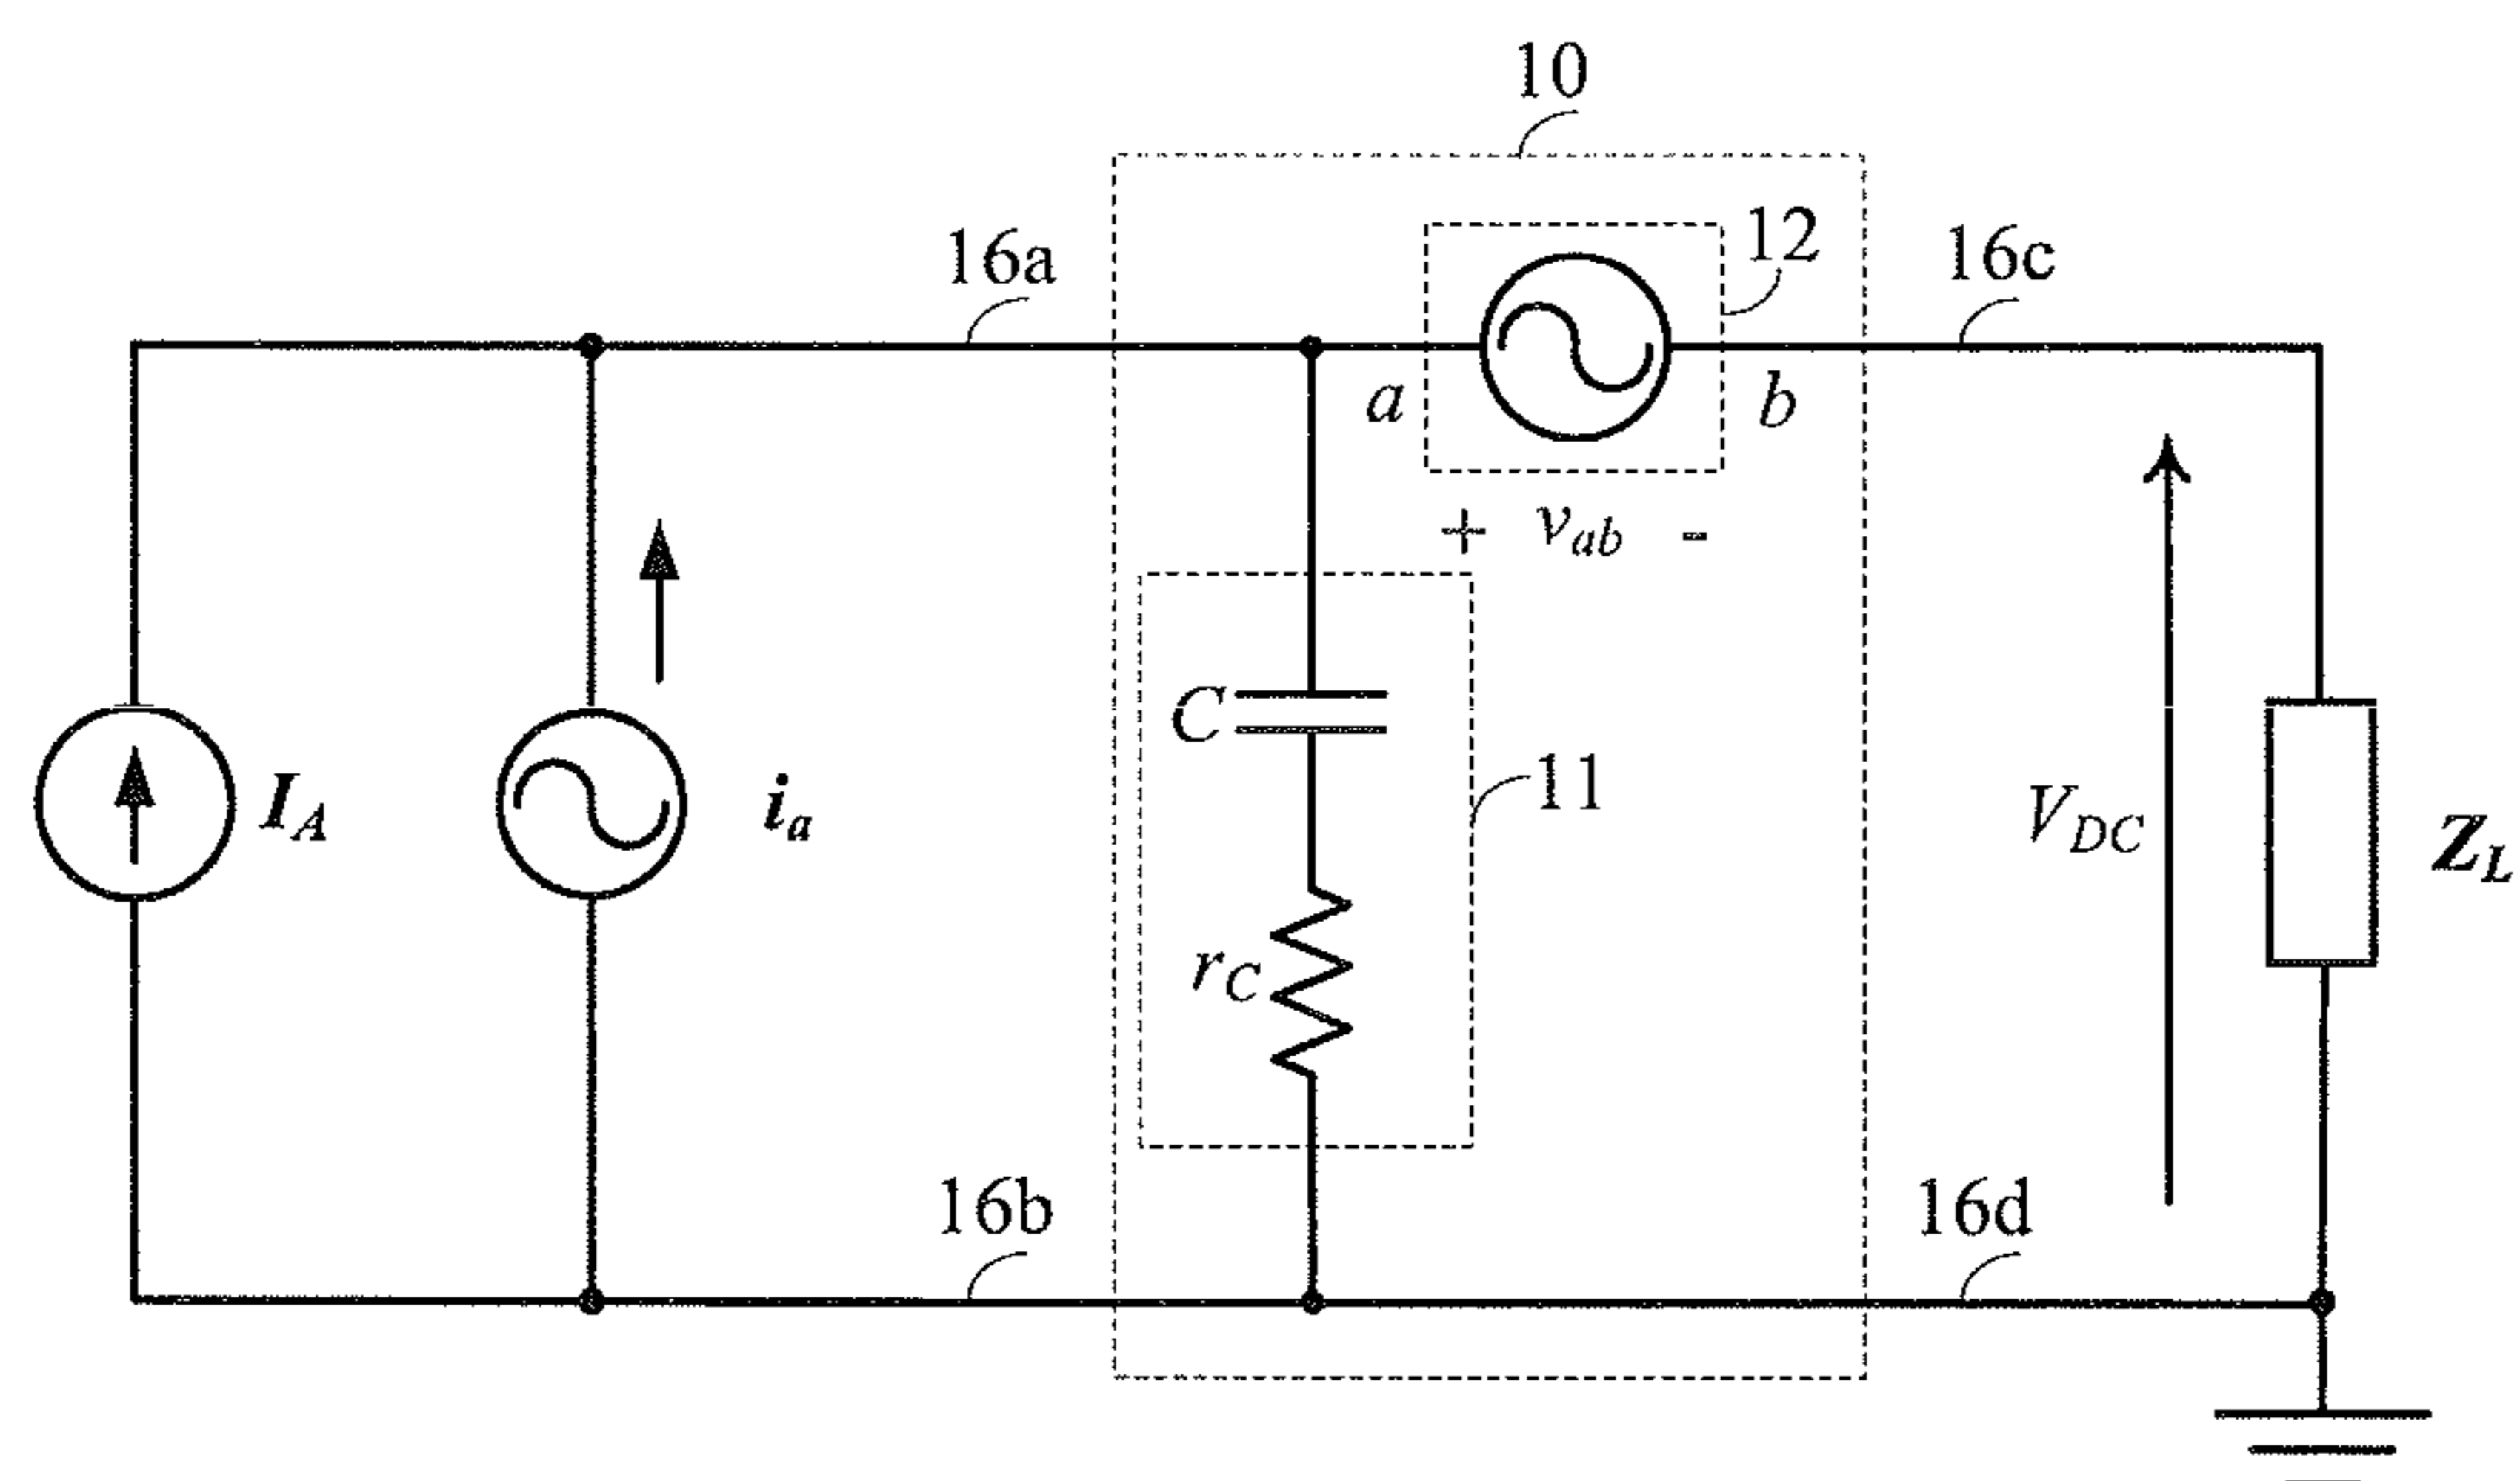 10
12
16a
16c
a
b
+ v_ab -
C
11
I_A
i_a
V_DC
Z_L
r_C
16b
16d